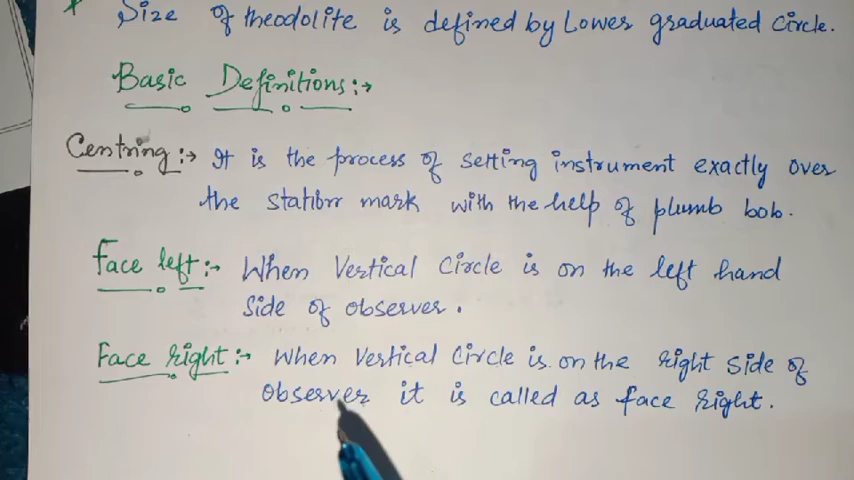 * Size of theodolite is defined by Lower graduated Circle.
Basic Definitions:→
Centring:→ It is the process of setting instrument exactly over
the station mark with the help of plumb bob.
Face left:→ When Vertical Circle is on the left hand
Side of observer.
Face right:→ When Vertical Circle is on the right side of
Observer it is called as face right.